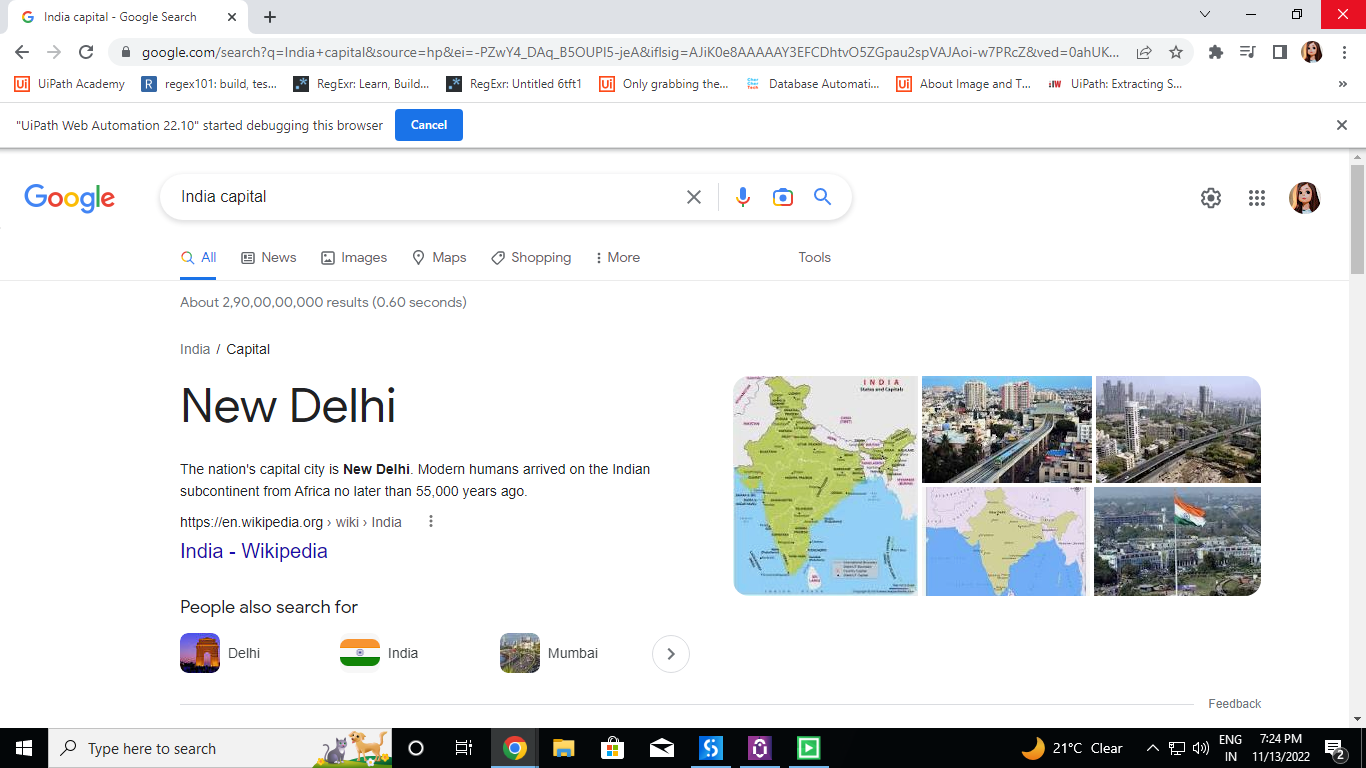 India capital - Google Search
google.com/search?q=India+capital&source=hp&ei=-PZwY4_DAq_B5OUPI5-jeA&iflsig=AJiK0e8AAAAAY3EFCDhtvO5ZGpau2spVAJAoi-w7PRcZ&ved=0ahUK...
UiPath Academy
regex101: build, tes...
RegExr: Learn, Build...
RegExr: Untitled 6tft1
Only grabbing the...
Database Automati...
About Image and T...
UiPath: Extracting S...
"UiPath Web Automation 22.10" started debugging this browser
Cancel
Google
India capital
All
News
Images
Maps
Shopping
More
Tools
About 2,90,00,00,000 results (0.60 seconds)
India / Capital
New Delhi
The nation's capital city is New Delhi. Modern humans arrived on the Indian
subcontinent from Africa no later than 55,000 years ago.
https://en.wikipedia.org › wiki › India
India - Wikipedia
INDIA
States and Capitals
People also search for
Delhi
India
Mumbai
Feedback
Type here to search
21°C Clear
ENG
IN
7:24 PM
11/13/2022
2